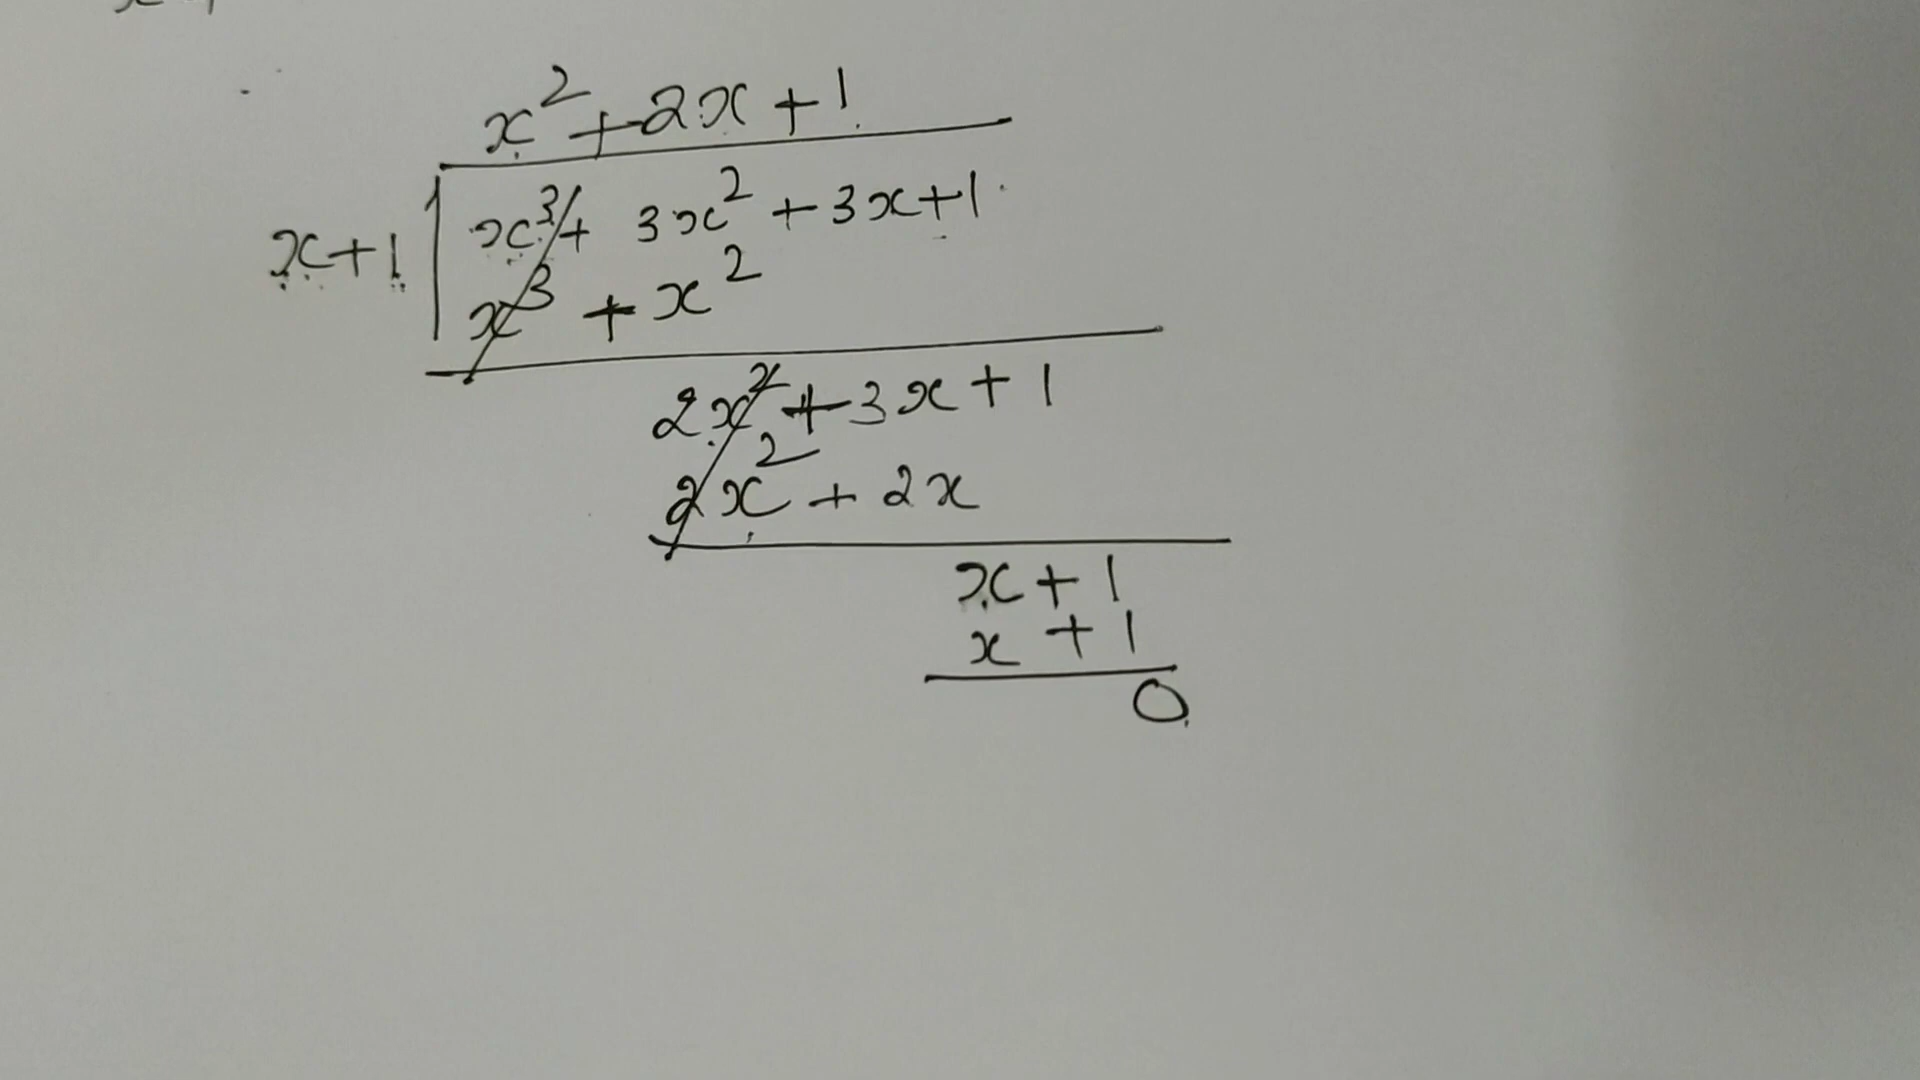 x² + 2x + 1
x + 1
x³ + 3x² + 3x + 1
x³ + x²
2x² + 3x + 1
2x² + 2x
x + 1
x + 1
0